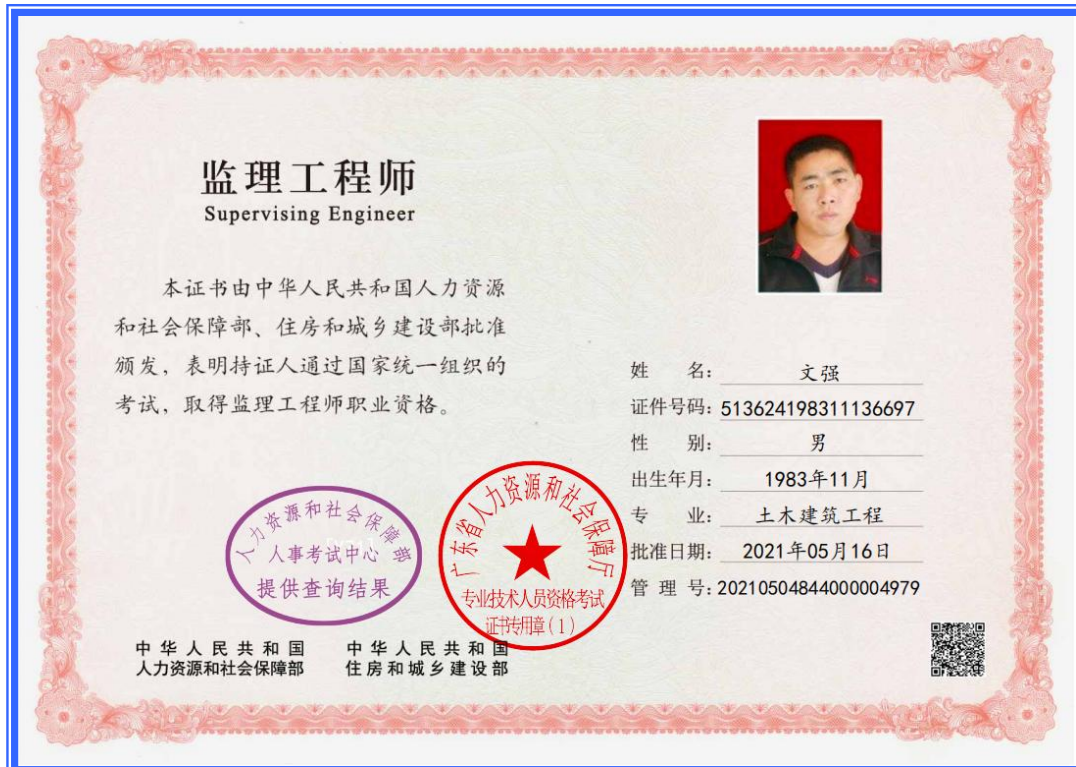 监理工程师
Supervising Engineer
本证书由中华人民共和国人力资源
和社会保障部、住房和城乡建设部批准
颁发，表明持证人通过国家统一组织的
考试，取得监理工程师职业资格。
姓 名： 文强
证件号码：513624198311136697
性 别： 男
出生年月： 1983年11月
专 业： 土木建筑工程
批准日期： 2021年05月16日
管 理 号：20210504844000004979
人力资源和社会保障部
人事考试中心
提供查询结果
广东省人力资源和社会保障厅
专业技术人员资格考试
证书专用章(1)
中华人民共和国
人力资源和社会保障部
中华人民共和国
住房和城乡建设部